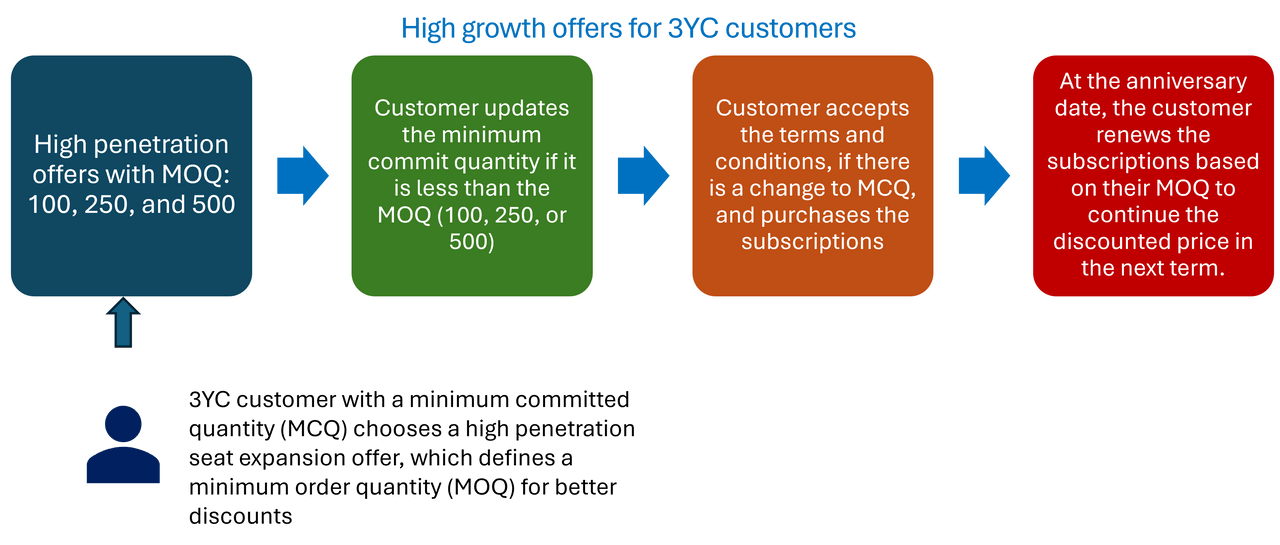 High growth offers for 3YC customers
High penetration
offers with MOQ:
100, 250, and 500
Customer updates
the minimum
commit quantity if it
is less than the
MOQ (100, 250, or
500)
Customer accepts
the terms and
conditions, if there
is a change to MCQ,
and purchases the
subscriptions
At the anniversary
date, the customer
renews the
subscriptions based
on their MOQ to
continue the
discounted price in
the next term.
3YC customer with a minimum committed
quantity (MCQ) chooses a high penetration
seat expansion offer, which defines a
minimum order quantity (MOQ) for better
discounts